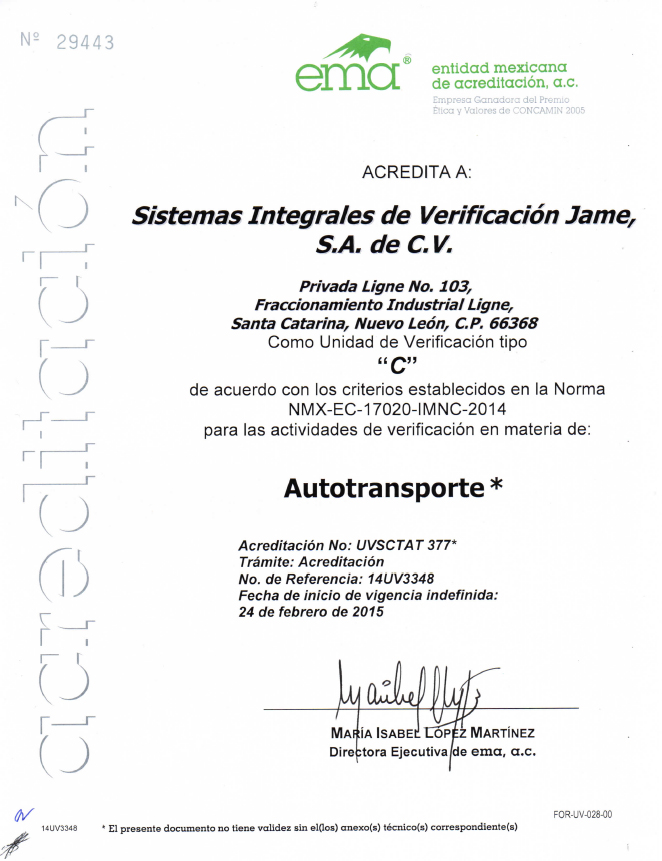 Nº 29443
ema®
entidad mexicana
de acreditación, a.c.
Empresa Ganadora del Premio
Ética y Valores de CONCAMIN 2005
acreditación
ACREDITA A:
Sistemas Integrales de Verificación Jame,
S.A. de C.V.
Privada Ligne No. 103,
Fraccionamiento Industrial Ligne,
Santa Catarina, Nuevo León, C.P. 66368
Como Unidad de Verificación tipo
“C”
de acuerdo con los criterios establecidos en la Norma
NMX-EC-17020-IMNC-2014
para las actividades de verificación en materia de:
Autotransporte*
Acreditación No: UVSCTAT 377*
Trámite: Acreditación
No. de Referencia: 14UV3348
Fecha de inicio de vigencia indefinida:
24 de febrero de 2015
MARÍA ISABEL LÓPEZ MARTÍNEZ
Directora Ejecutiva de ema, a.c.
FOR-UV-028-00
14UV3348 * El presente documento no tiene validez sin el(los) anexo(s) técnico(s) correspondiente(s)